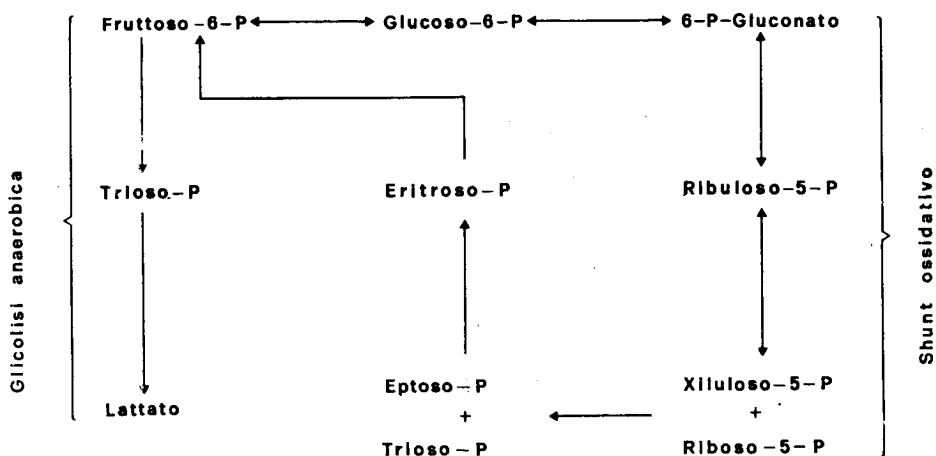 Fruttoso-6-P Glucoso-6-P 6-P-Gluconato
Glicolisi anaerobica
Trioso-P Eritroso-P Ribuloso-5-P
Shunt ossidativo
Eptoso-P Xiluloso-5-P
Lattato + +
Trioso-P Riboso-5-P